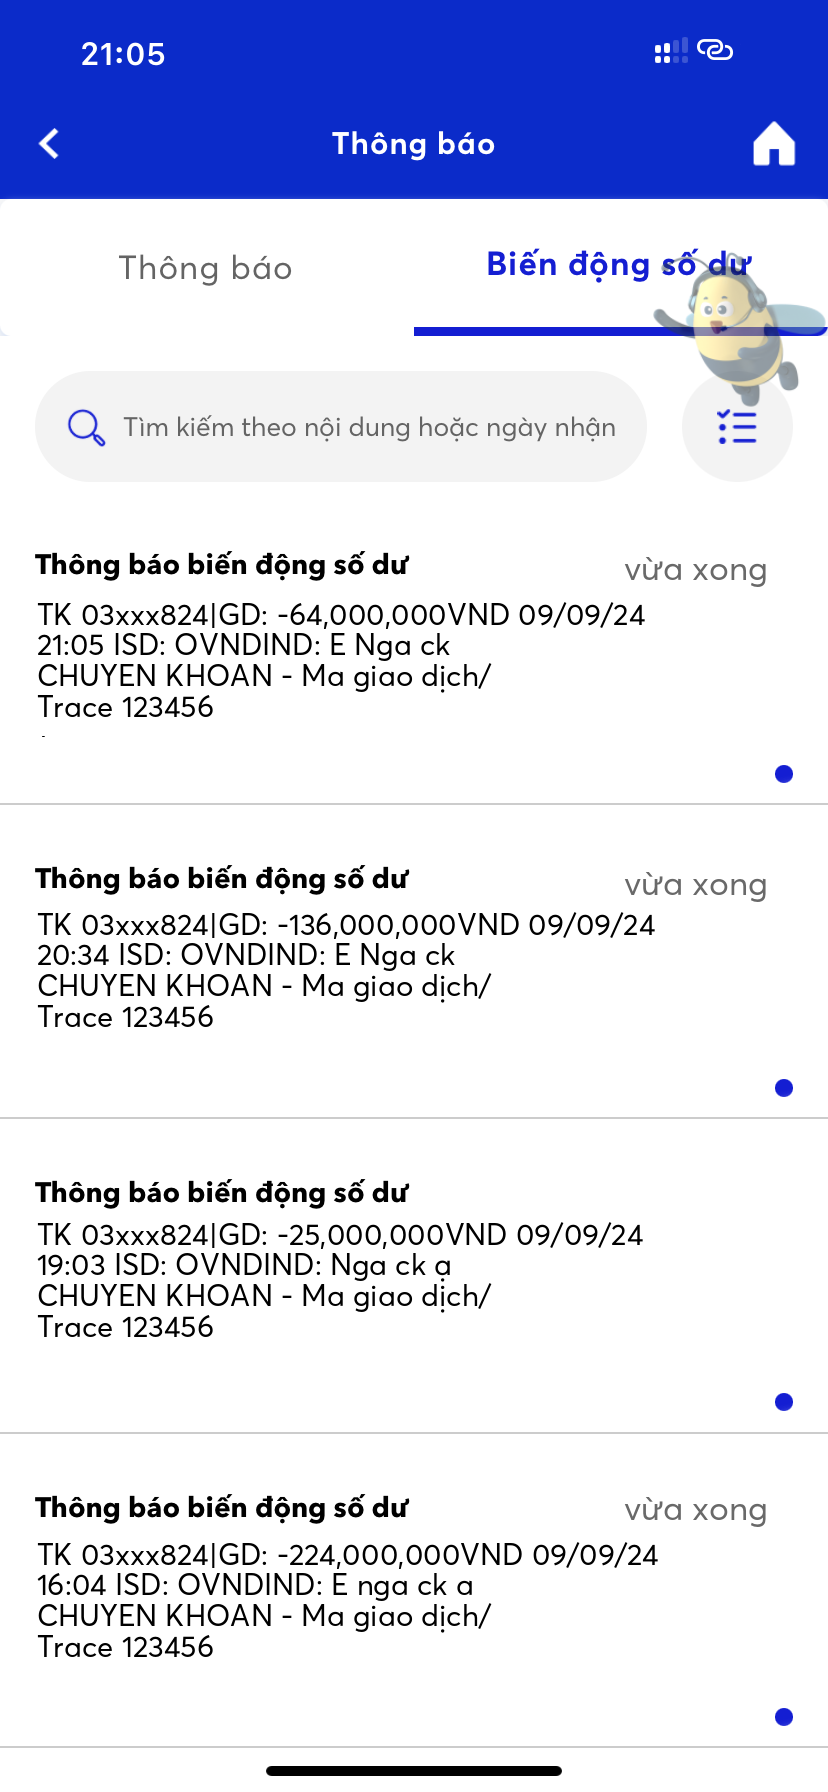 21:05
Thông báo
Thông báo
Biến động số dư
Tìm kiếm theo nội dung hoặc ngày nhận
Thông báo biến động số dư
vừa xong
TK 03xxx824|GD: -64,000,000VND 09/09/24
21:05 ISD: OVNDIND: E Nga ck
CHUYEN KHOAN - Ma giao dịch/
Trace 123456
Thông báo biến động số dư
vừa xong
TK 03xxx824|GD: -136,000,000VND 09/09/24
20:34 ISD: OVNDIND: E Nga ck
CHUYEN KHOAN - Ma giao dịch/
Trace 123456
Thông báo biến động số dư
TK 03xxx824|GD: -25,000,000VND 09/09/24
19:03 ISD: OVNDIND: Nga ck ạ
CHUYEN KHOAN - Ma giao dịch/
Trace 123456
Thông báo biến động số dư
vừa xong
TK 03xxx824|GD: -224,000,000VND 09/09/24
16:04 ISD: OVNDIND: E nga ck a
CHUYEN KHOAN - Ma giao dịch/
Trace 123456